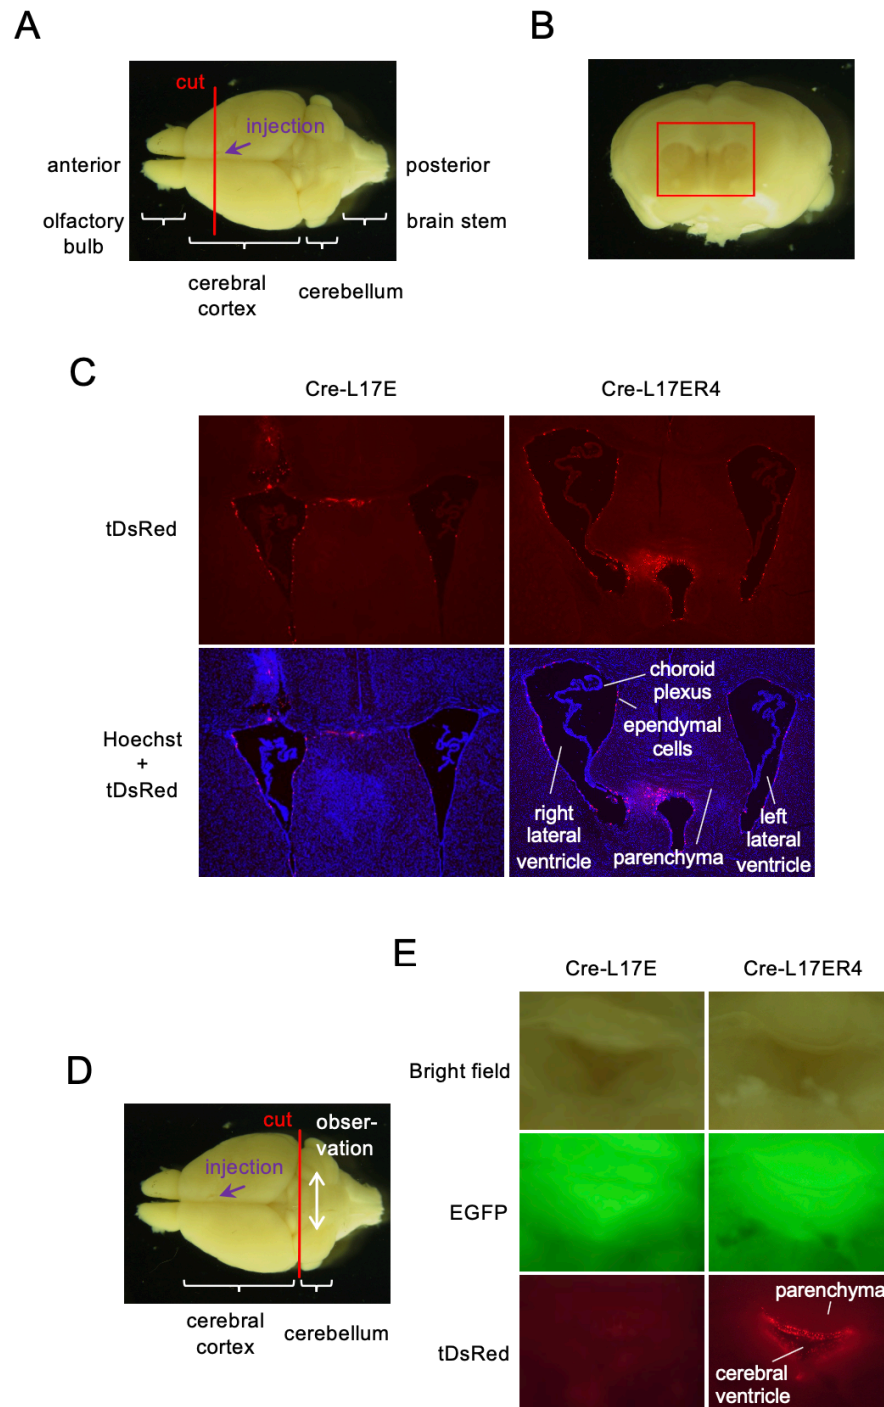 A
cut
injection
anterior
posterior
olfactory
bulb
brain stem
cerebral
cortex
cerebellum
B
C
Cre-L17E
Cre-L17ER4
tDsRed
Hoechst
+
tDsRed
choroid
plexus
ependymal
cells
right
lateral
ventricle
parenchyma
left
lateral
ventricle
D
cut
obser-
vation
injection
cerebral
cortex
cerebellum
E
Cre-L17E
Cre-L17ER4
Bright field
EGFP
tDsRed
parenchyma
cerebral
ventricle